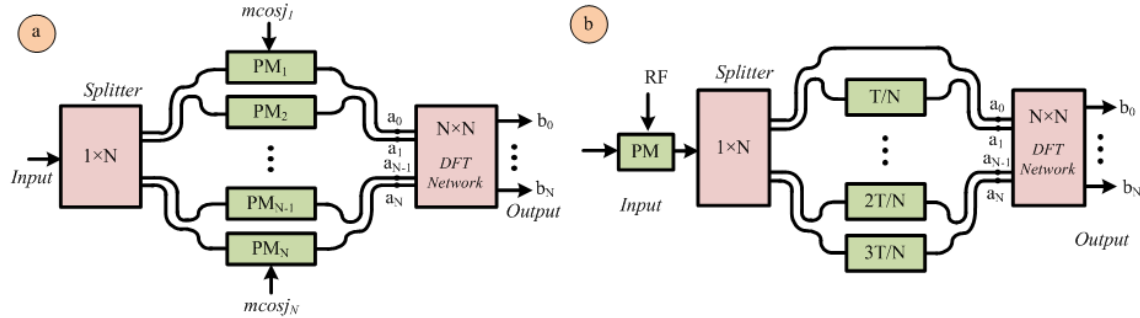 a
mcosj1
Splitter
PM1
PM2
1×N
Input
a0
a1
aN-1
aN
N×N
DFT
Network
b0
bN
Output
PMN-1
PMN
mcosjN
b
RF
Splitter
PM
1×N
Input
T/N
2T/N
3T/N
a0
a1
aN-1
aN
N×N
DFT
Network
b0
bN
Output